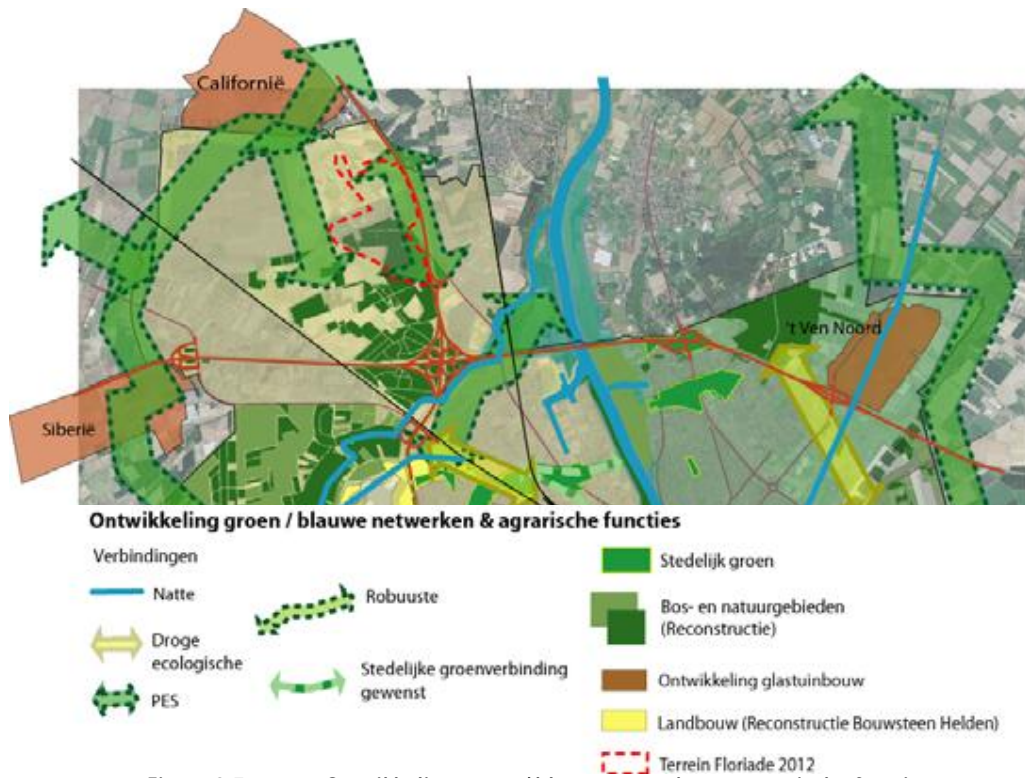 Californië
't Ven Noord
Siberië
Ontwikkeling groen / blauwe netwerken & agrarische functies
Verbindingen
Natte
Droge
ecologische
PES
Robuuste
Stedelijke groenverbinding
gewenst
Stedelijk groen
Bos- en natuurgebieden
(Reconstructie)
Ontwikkeling glastuinbouw
Landbouw (Reconstructie Bouwsteen Helden)
Terrein Floriade 2012